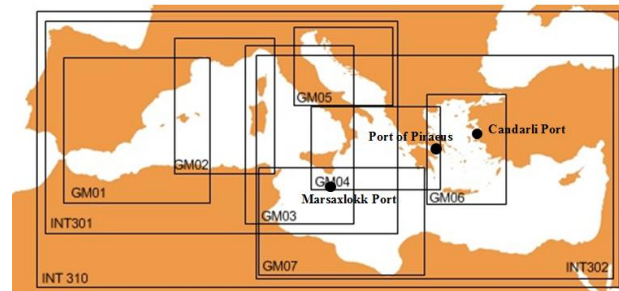 GM05
Port of Piraeus
Candarli Port
GM02
GM04
GM01
Marsaxlokk Port
GM06
GM03
INT301
GM07
INT302
INT 310